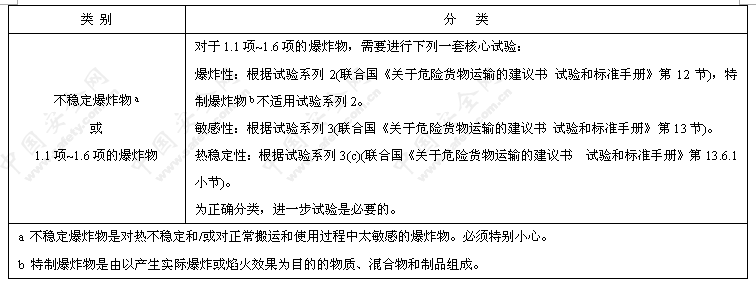 类 别
分 类
不稳定爆炸物a
或
1.1项~1.6项的爆炸物
对于1.1项~1.6项的爆炸物，需要进行下列一套核心试验：
爆炸性：根据试验系列2(联合国《关于危险货物运输的建议书 试验和标准手册》第12节)，特
制爆炸物b不适用试验系列2。
敏感性：根据试验系列3(联合国《关于危险货物运输的建议书 试验和标准手册》第13节)。
热稳定性：根据试验系列3(c)(联合国《关于危险货物运输的建议书 试验和标准手册》第13.6.1
小节)。
为正确分类，进一步试验是必要的。
a 不稳定爆炸物是对热不稳定和/或对正常搬运和使用过程中太敏感的爆炸物。必须特别小心。
b 特制爆炸物是由以产生实际爆炸或焰火效果为目的的物质、混合物和制品组成。